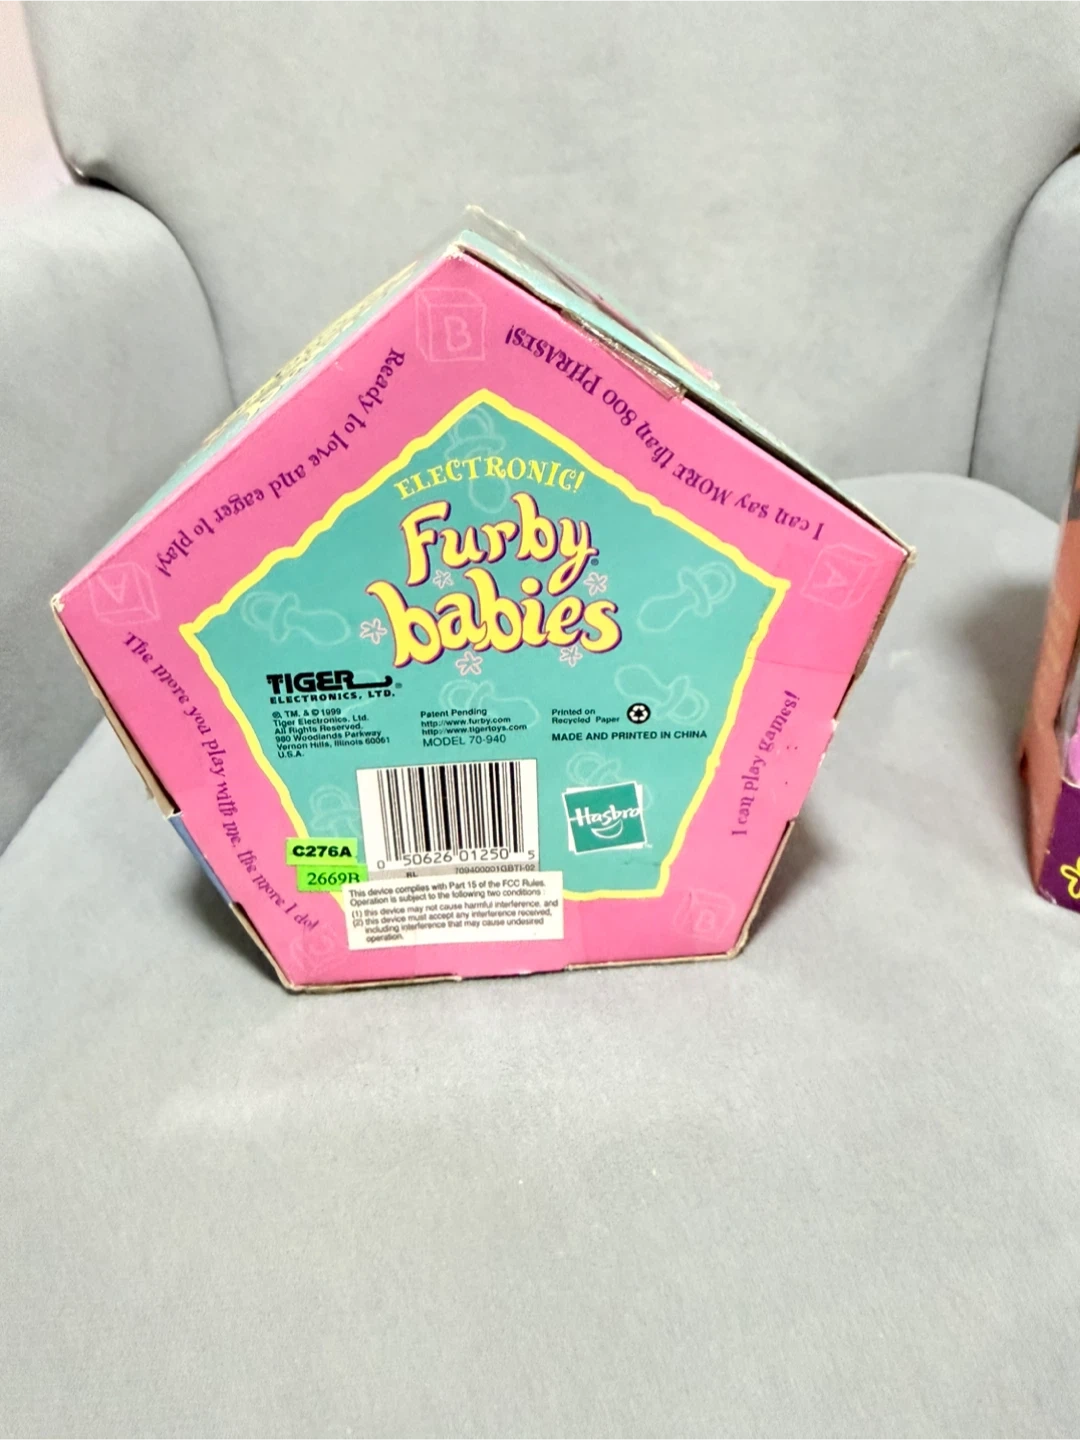 Ready to love and eager to play!
I can say MORE than 800 PHRASES!
ELECTRONIC!
Furby
babies
The more you play with me, the more I do!
I can play games!
TIGER
ELECTRONICS, LTD.
®, TM, & © 1999
Tiger Electronics, Ltd.
All Rights Reserved.
980 Woodlands Parkway
Vernon Hills, Illinois 60061
U.S.A.
Patent Pending
http://www.furby.com
http://www.tigertoys.com
MODEL 70-940
Printed on
Recycled Paper
MADE AND PRINTED IN CHINA
Hasbro
0 50626 01250 5
C276A
2669B
RL
This device complies with Part 15 of the FCC Rules.
Operation is subject to the following two conditions:
(1) this device may not cause harmful interference, and
(2) this device must accept any interference received,
including interference that may cause undesired
operation.
B
A
A
B